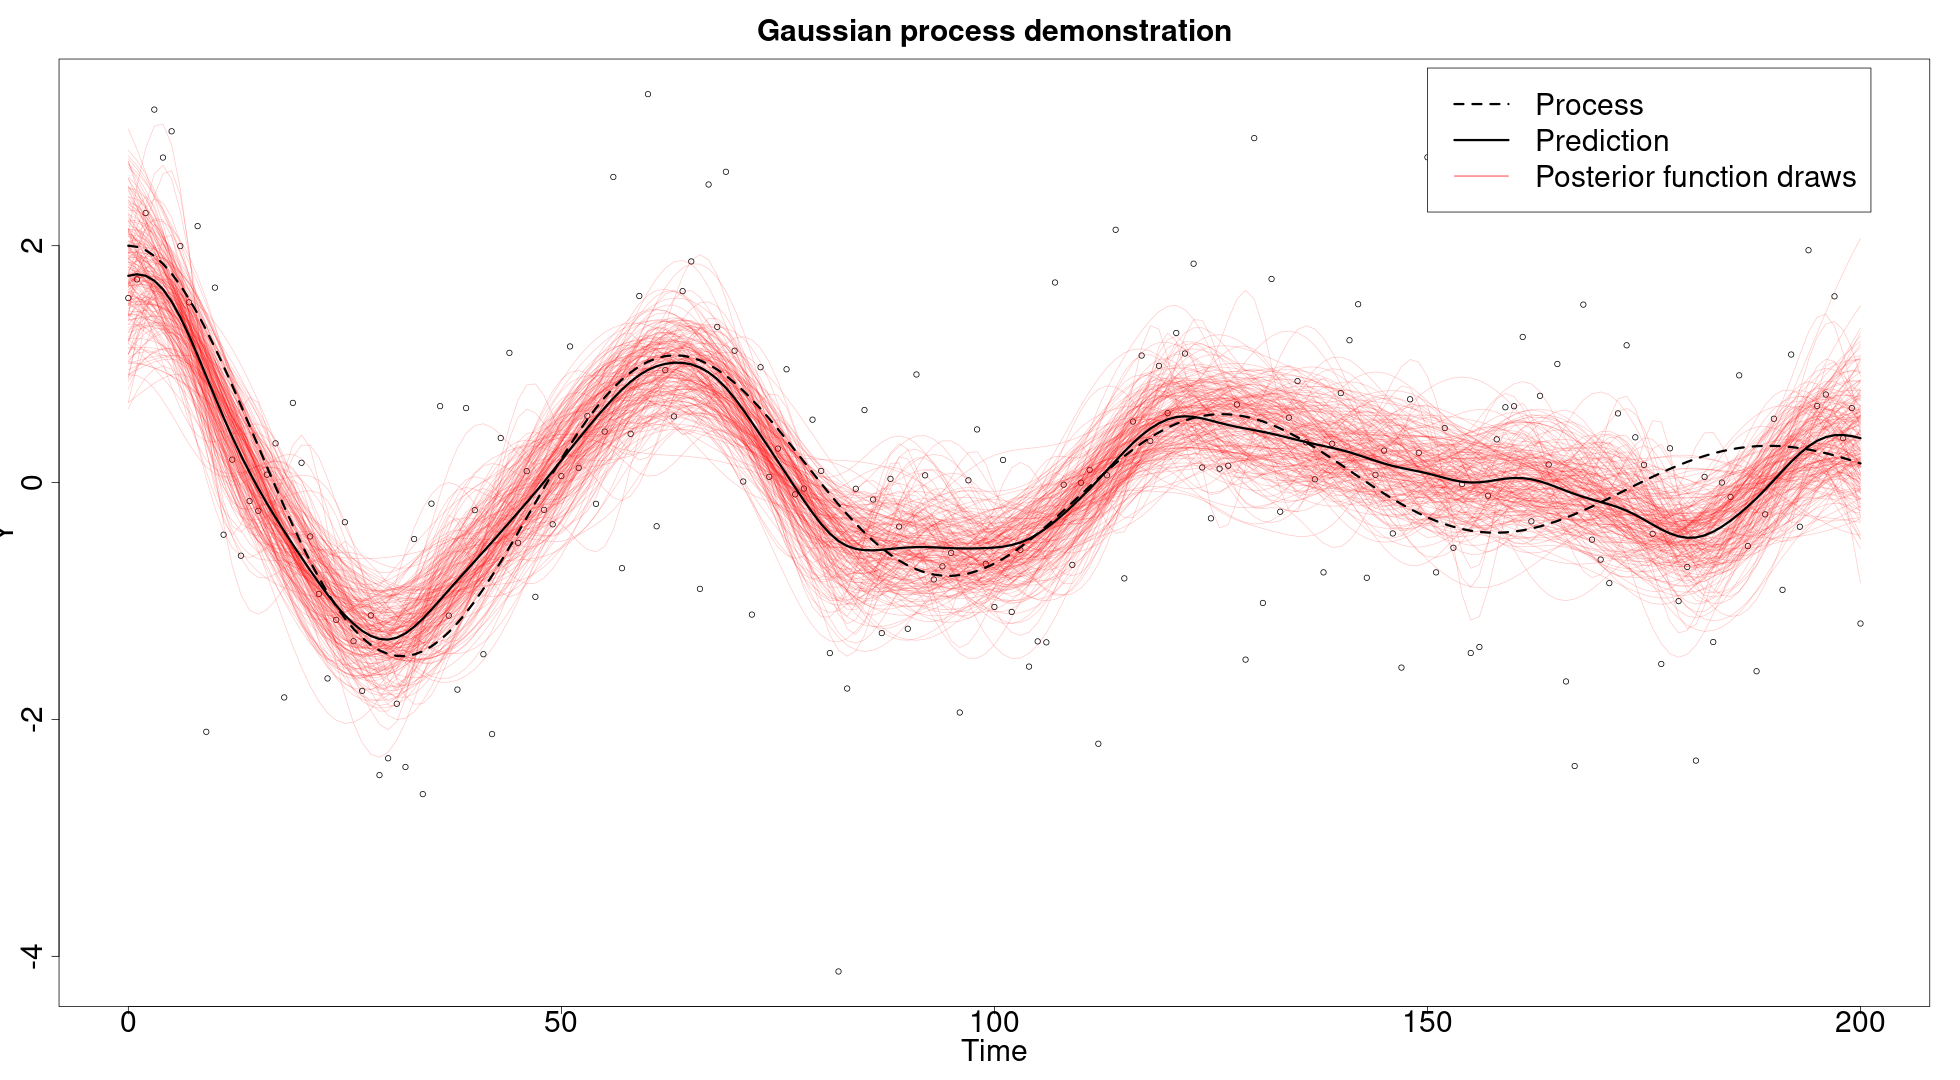 Gaussian process demonstration
Process
Prediction
Posterior function draws
2
0
-2
-4
Y
0 50 100 150 200
Time